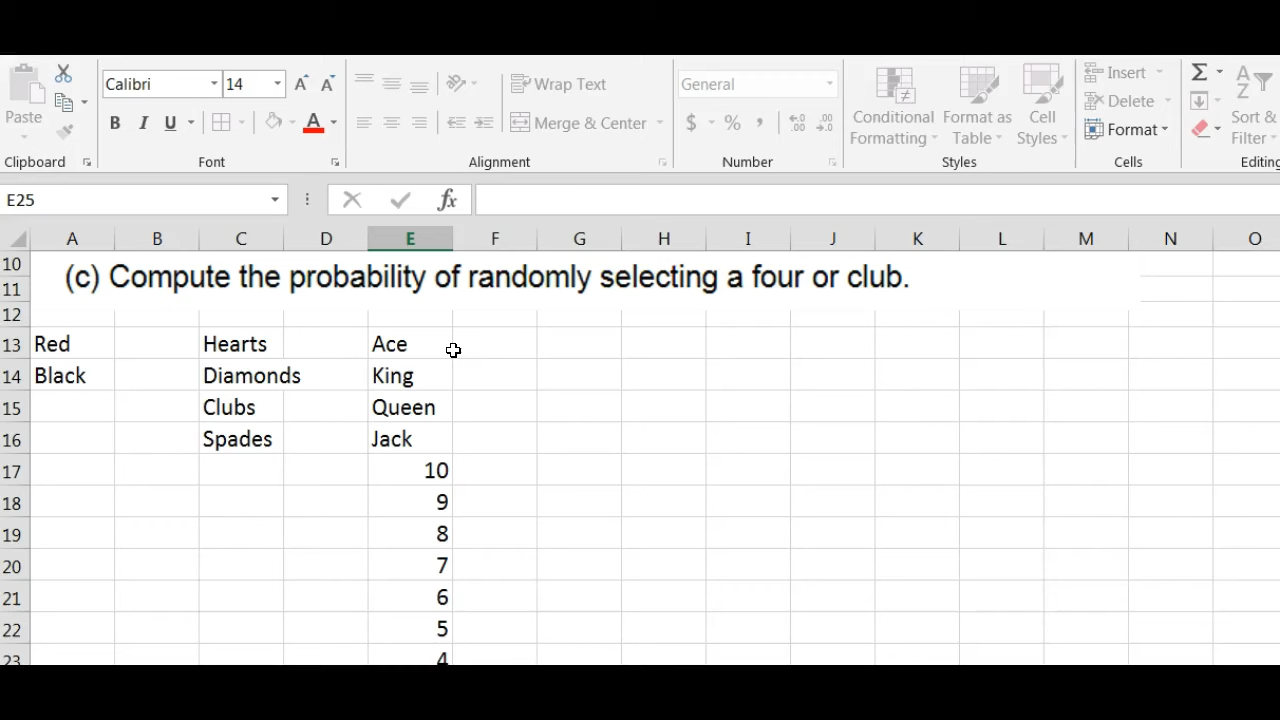 Calibri 14 Wrap Text General Insert Σ
Paste Delete
B I U A Merge & Center $ % , Conditional Format as Cell Format Sort &
Formatting Table Styles Filter
Clipboard Font Alignment Number Styles Cells Editing
E25 fx
A B C D E F G H I J K L M N O
10
(c) Compute the probability of randomly selecting a four or club.
11
12
13 Red Hearts Ace
14 Black Diamonds King
15 Clubs Queen
16 Spades Jack
17 10
18 9
19 8
20 7
21 6
22 5
23 4